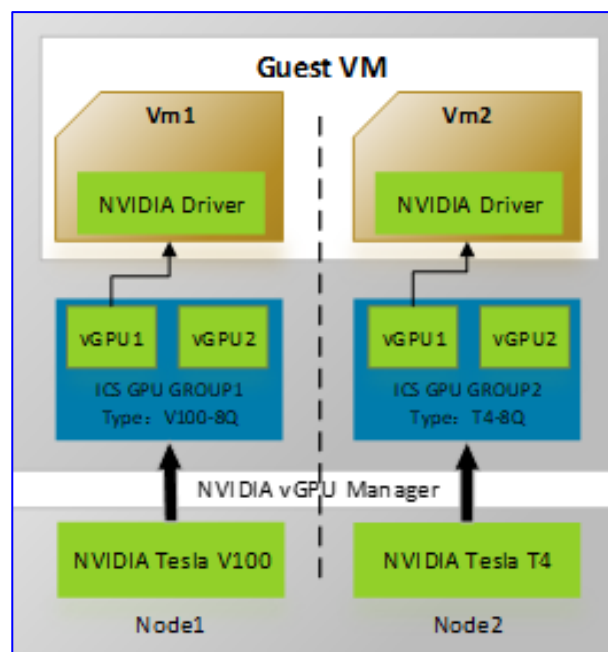 Guest VM
Vm1
Vm2
NVIDIA Driver
NVIDIA Driver
vGPU1
vGPU2
vGPU1
vGPU2
ICS GPU GROUP1
Type：V100-8Q
ICS GPU GROUP2
Type：T4-8Q
NVIDIA vGPU Manager
NVIDIA Tesla V100
NVIDIA Tesla T4
Node1
Node2